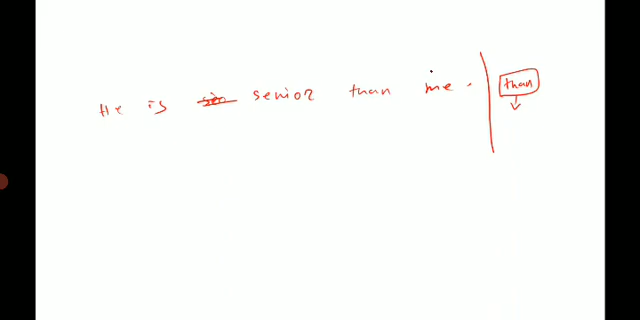 He is senior than me.
than